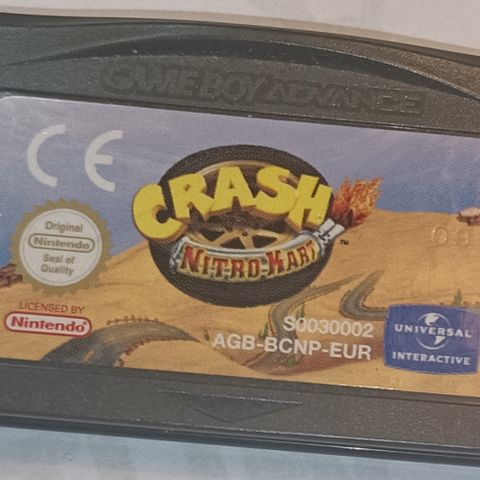 GAME BOY ADVANCE
CE
CRASH
NITRO-KART
TM
Original
Nintendo
Seal of
Quality
LICENSED BY
Nintendo
S0030002
AGB-BCNP-EUR
UNIVERSAL
INTERACTIVE